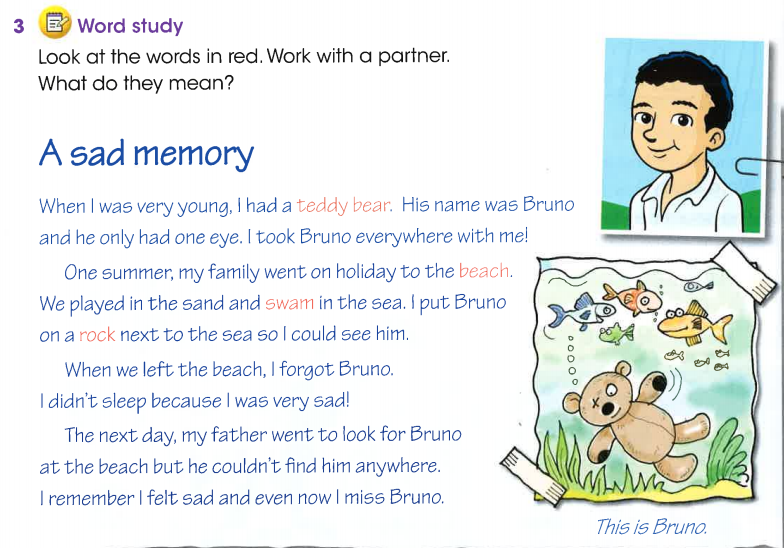 3 Word study
Look at the words in red. Work with a partner.
What do they mean?
A sad memory
When I was very young, I had a teddy bear. His name was Bruno
and he only had one eye. I took Bruno everywhere with me!
One summer, my family went on holiday to the beach.
We played in the sand and swam in the sea. I put Bruno
on a rock next to the sea so I could see him.
When we left the beach, I forgot Bruno.
I didn't sleep because I was very sad!
The next day, my father went to look for Bruno
at the beach but he couldn't find him anywhere.
I remember I felt sad and even now I miss Bruno.
This is Bruno.